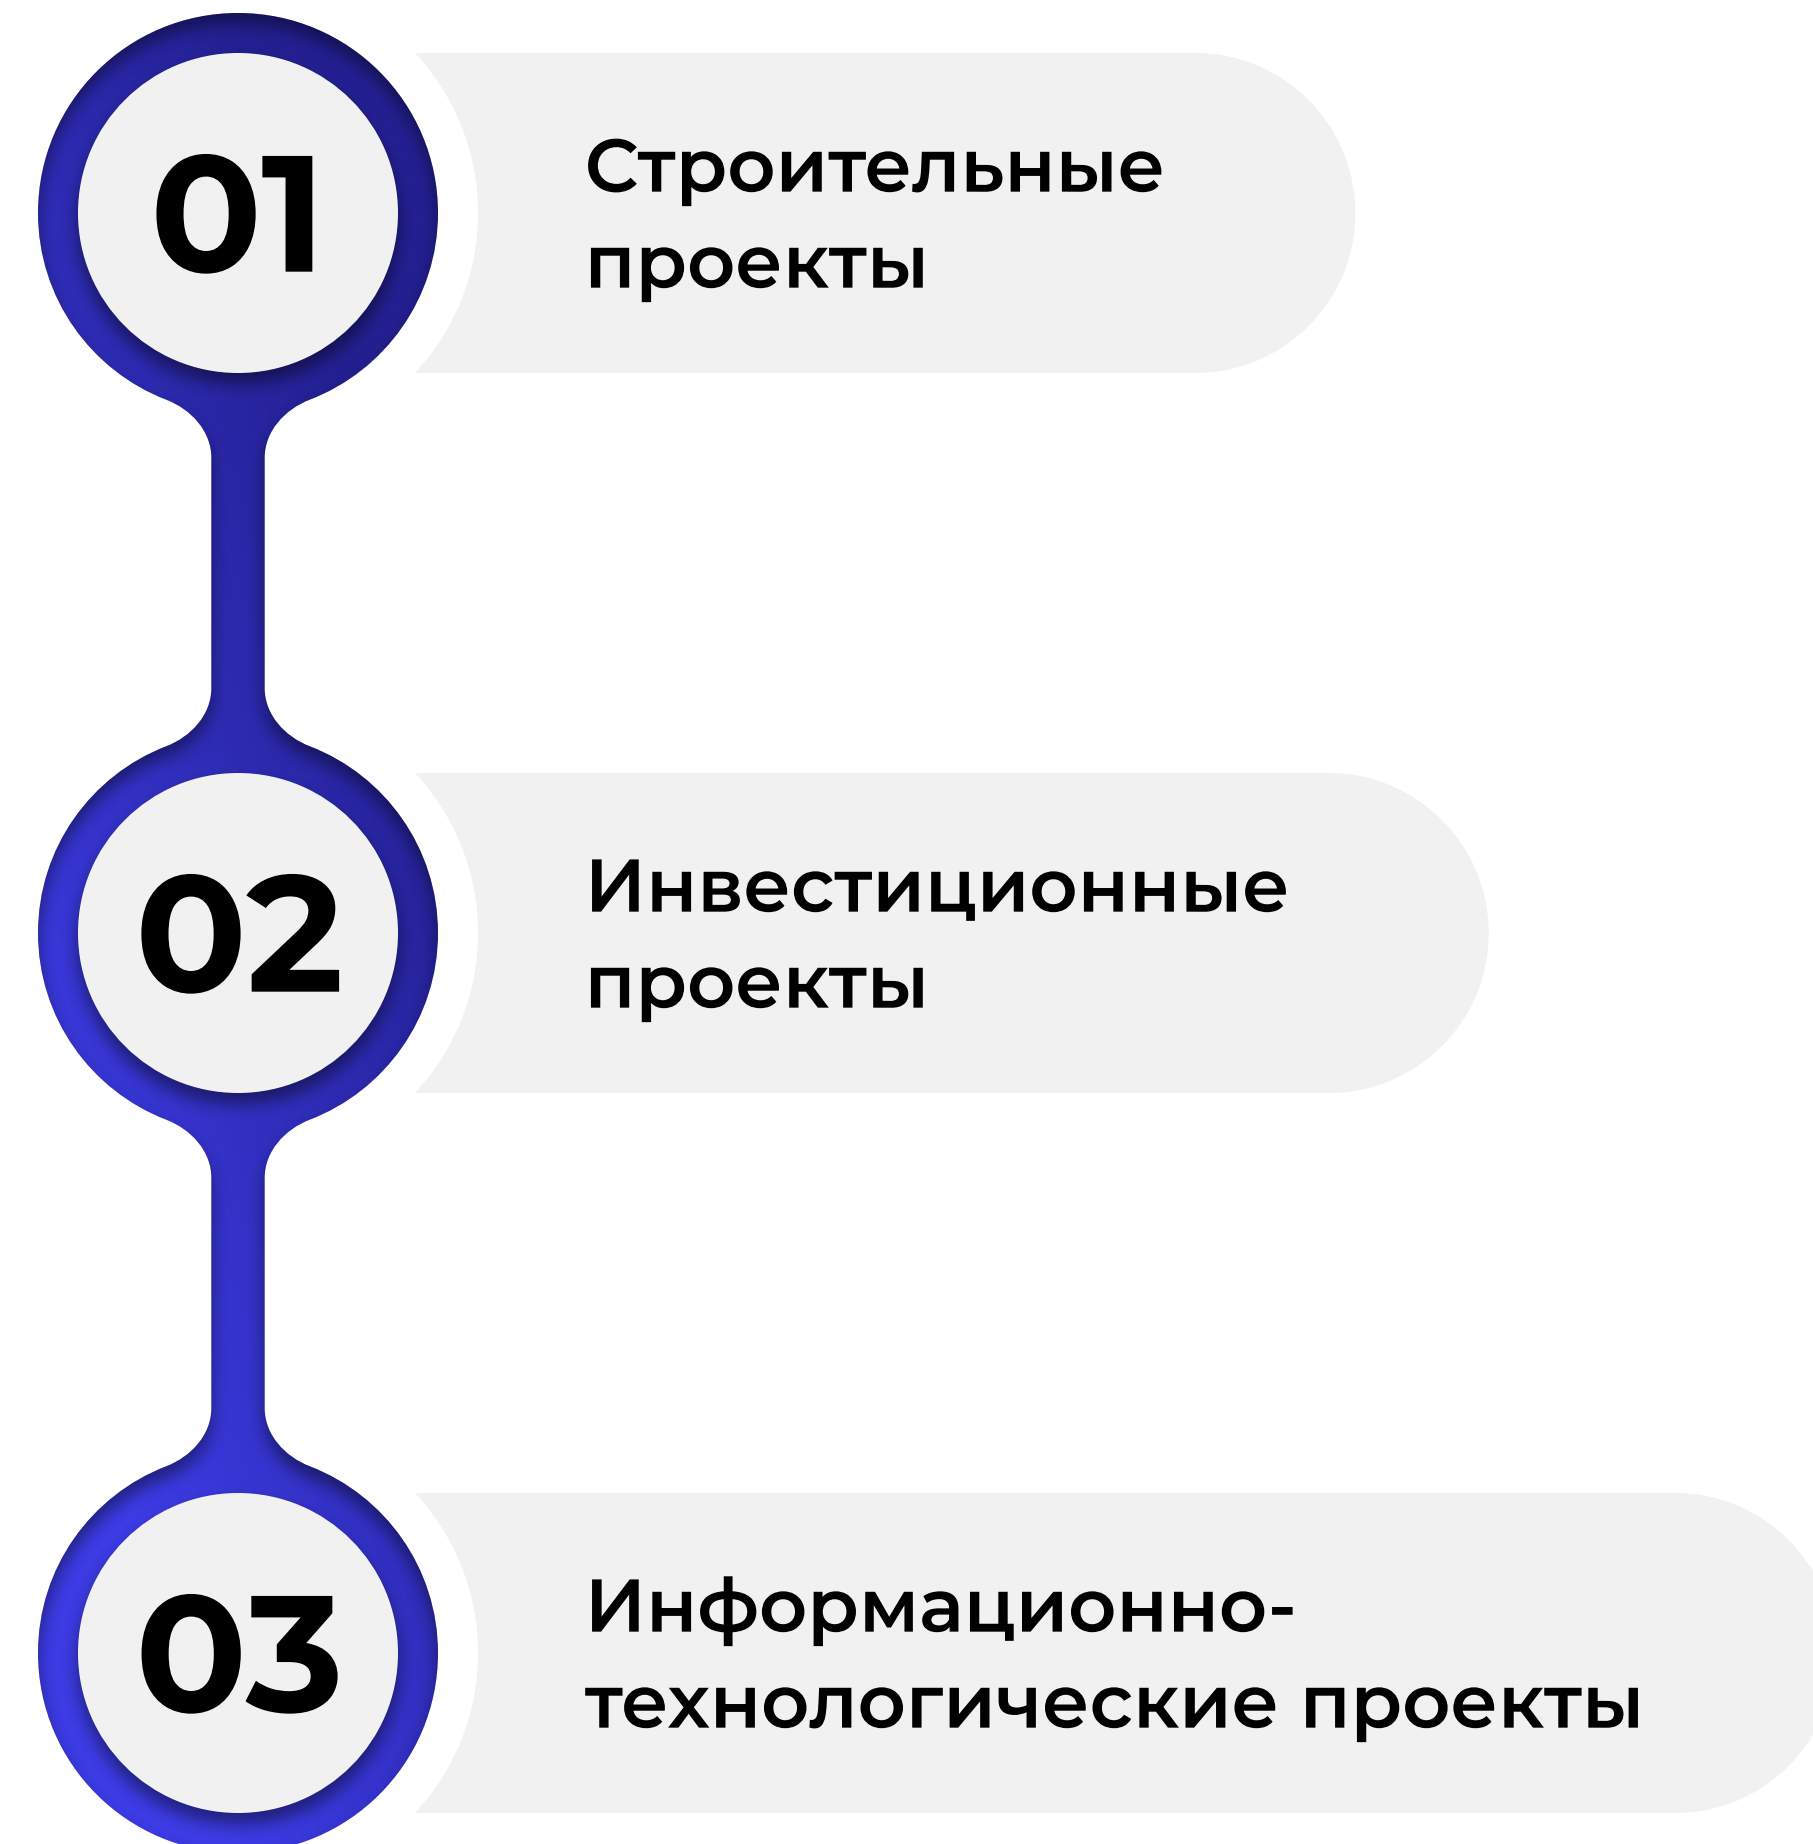 01
Строительные
проекты
02
Инвестиционные
проекты
03
Информационно-
технологические проекты